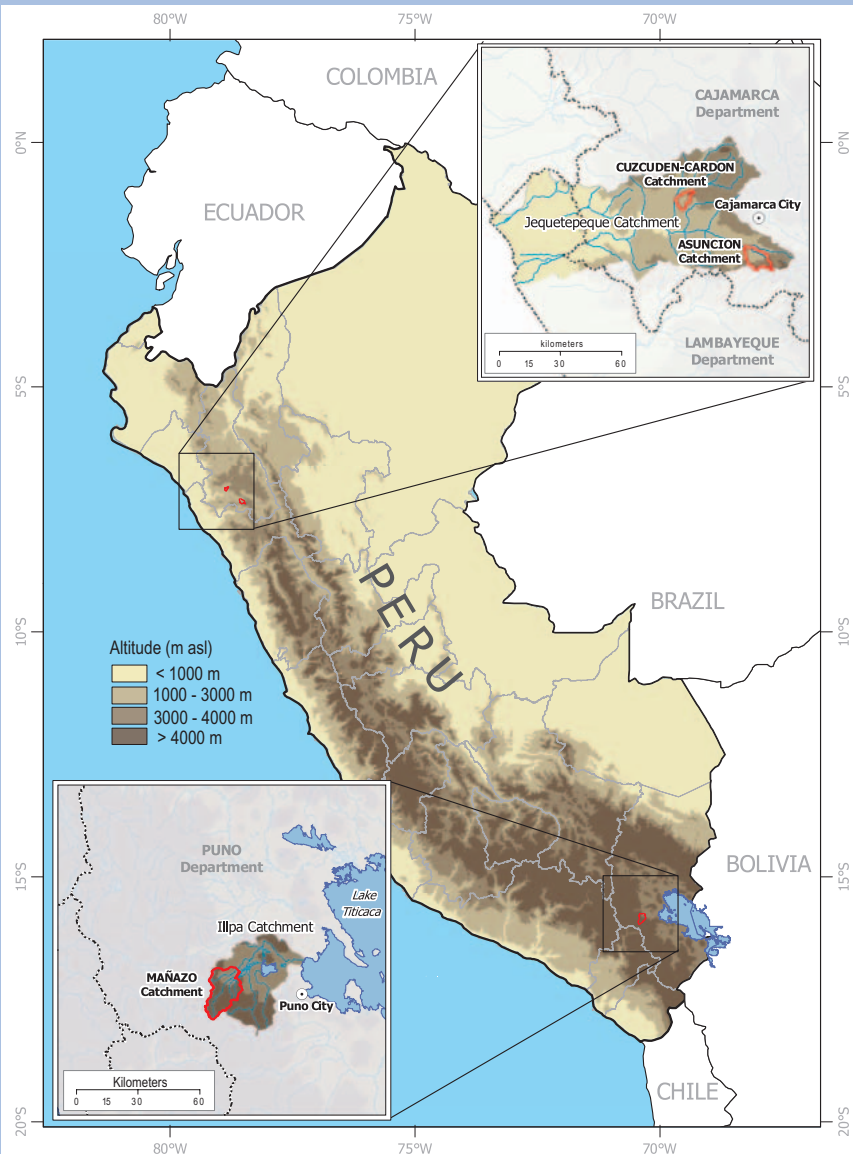 80°W 75°W 70°W
COLOMBIA
CAJAMARCA
Department
CUZCUDEN-CARDON
Catchment
Cajamarca City
Jequetepeque Catchment
ASUNCION
Catchment
kilometers
0 15 30 60
LAMBAYEQUE
Department
0°N
0°N
ECUADOR
5°S
5°S
PERU
BRAZIL
10°S
10°S
Altitude (m asl)
< 1000 m
1000 - 3000 m
3000 - 4000 m
> 4000 m
PUNO
Department
Lake
Titicaca
Illpa Catchment
MAÑAZO
Catchment
Puno City
Kilometers
0 15 30 60
BOLIVIA
15°S
15°S
CHILE
20°S
20°S
80°W 75°W 70°W